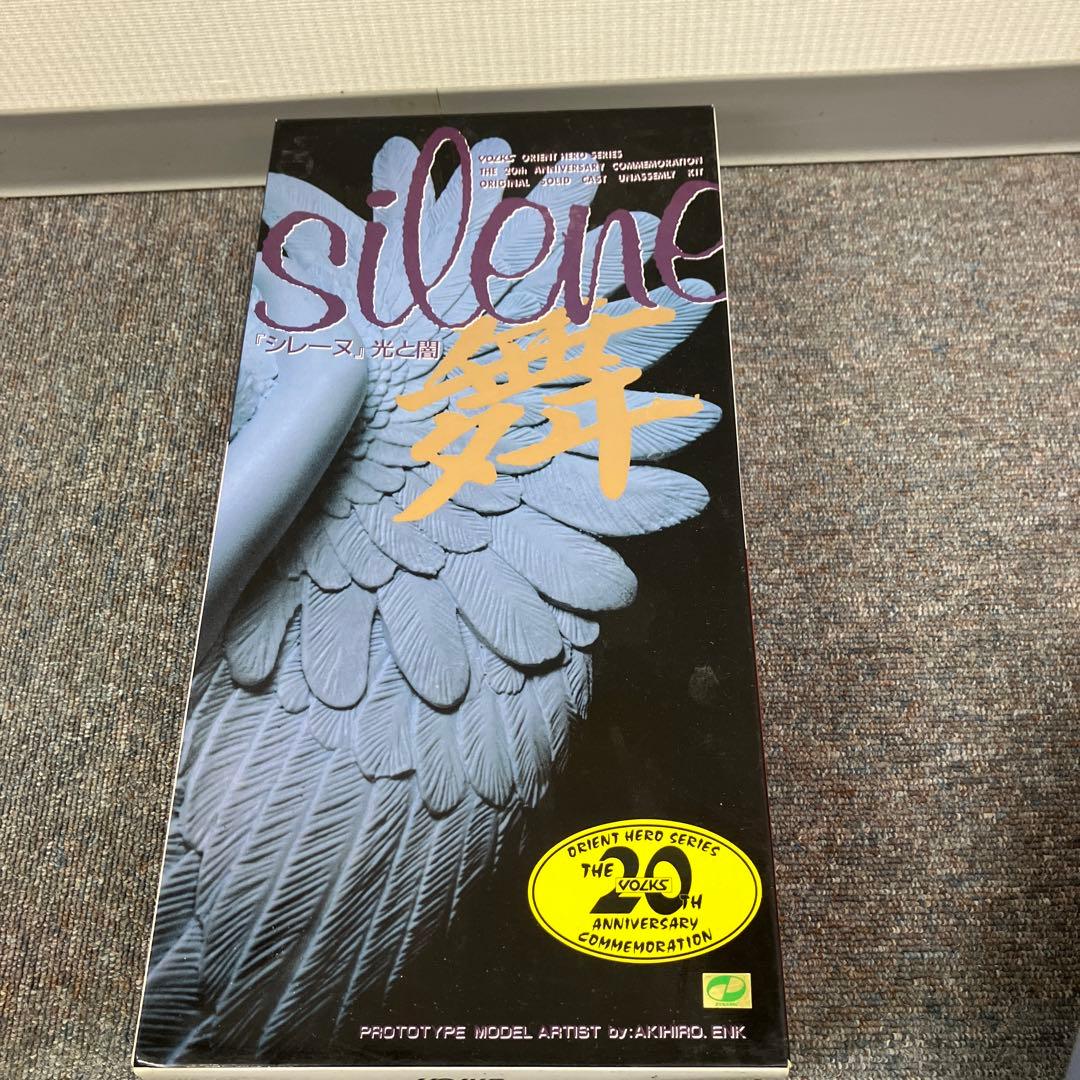 VOLKS ORIENT HERO SERIES
THE 20th ANNIVERSARY COMMEMORATION
ORIGINAL SOLID CAST UNASSEMLY KIT
silene
『シレーヌ』光と闇
舞
ORIENT HERO SERIES
THE 20TH
VOLKS
ANNIVERSARY
COMMEMORATION
PROTOTYPE MODEL ARTIST by:AKIHIRO. ENK